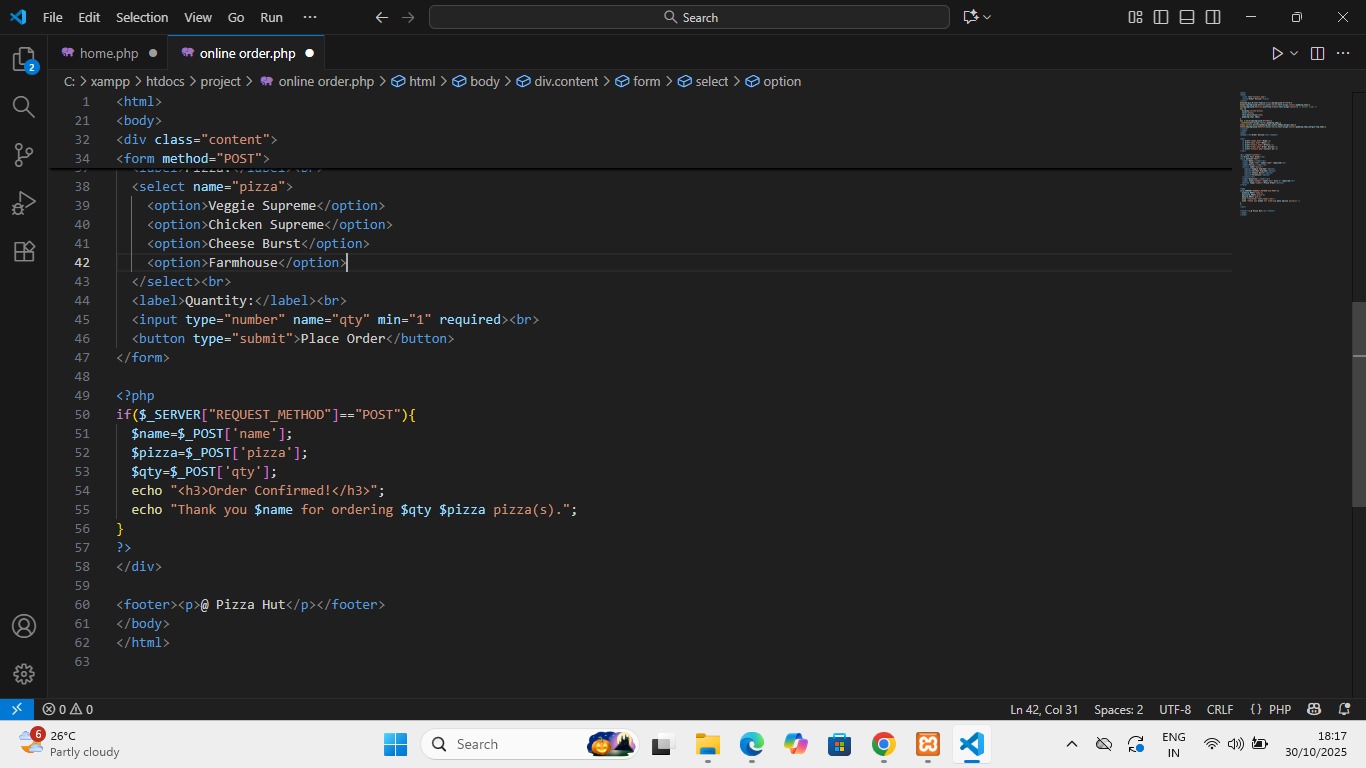 File Edit Selection View Go Run ···
Search
home.php
online order.php
2
C: > xampp > htdocs > project > online order.php > html > body > div.content > form > select > option
1 <html>
21 <body>
32 <div class="content">
34 <form method="POST">
37 <label>Pizza:</label><br>
38 <select name="pizza">
39 <option>Veggie Supreme</option>
40 <option>Chicken Supreme</option>
41 <option>Cheese Burst</option>
42 <option>Farmhouse</option>
43 </select><br>
44 <label>Quantity:</label><br>
45 <input type="number" name="qty" min="1" required><br>
46 <button type="submit">Place Order</button>
47 </form>
48
49 <?php
50 if($_SERVER["REQUEST_METHOD"]=="POST"){
51 $name=$_POST['name'];
52 $pizza=$_POST['pizza'];
53 $qty=$_POST['qty'];
54 echo "<h3>Order Confirmed!</h3>";
55 echo "Thank you $name for ordering $qty $pizza pizza(s).";
56 }
57 ?>
58 </div>
59
60 <footer><p>@ Pizza Hut</p></footer>
61 </body>
62 </html>
63
0 0
Ln 42, Col 31 Spaces: 2 UTF-8 CRLF {} PHP
6
26°C
Partly cloudy
Search
ENG
IN
18:17
30/10/2025